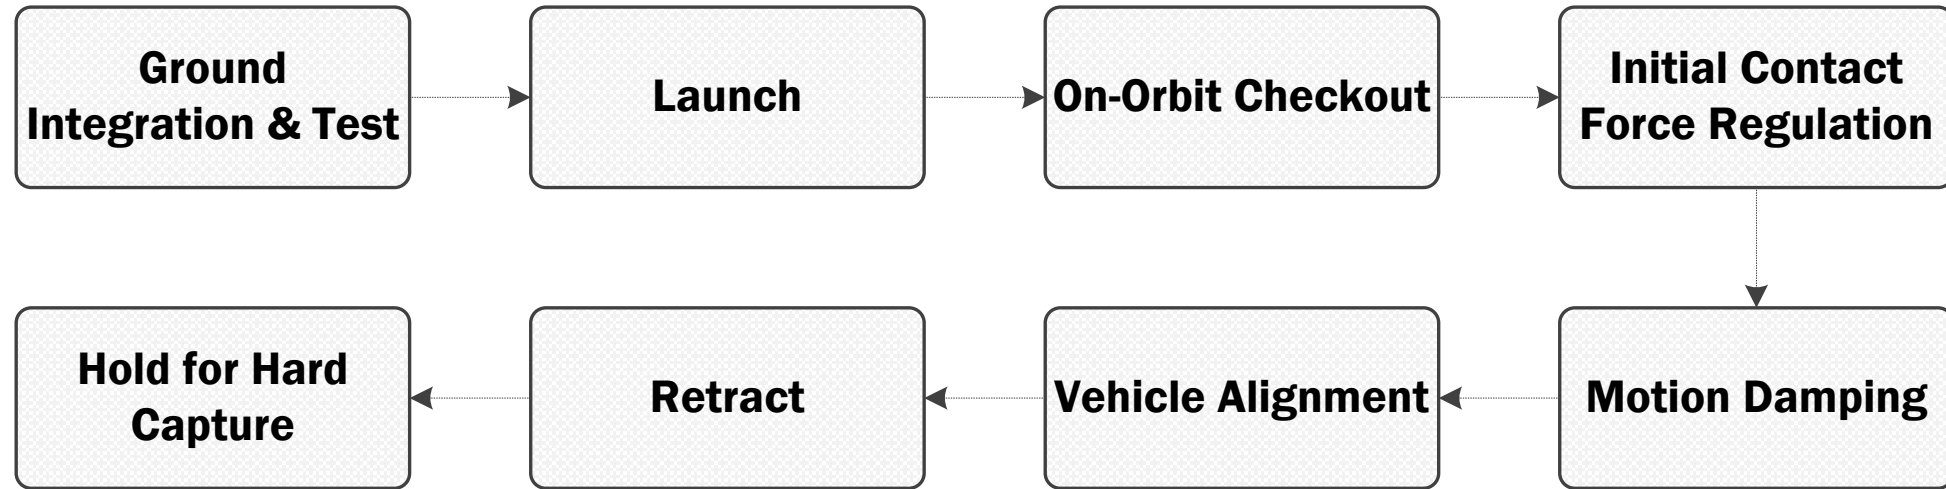 Ground
Integration & Test
Launch
On-Orbit Checkout
Initial Contact
Force Regulation
Motion Damping
Vehicle Alignment
Retract
Hold for Hard
Capture